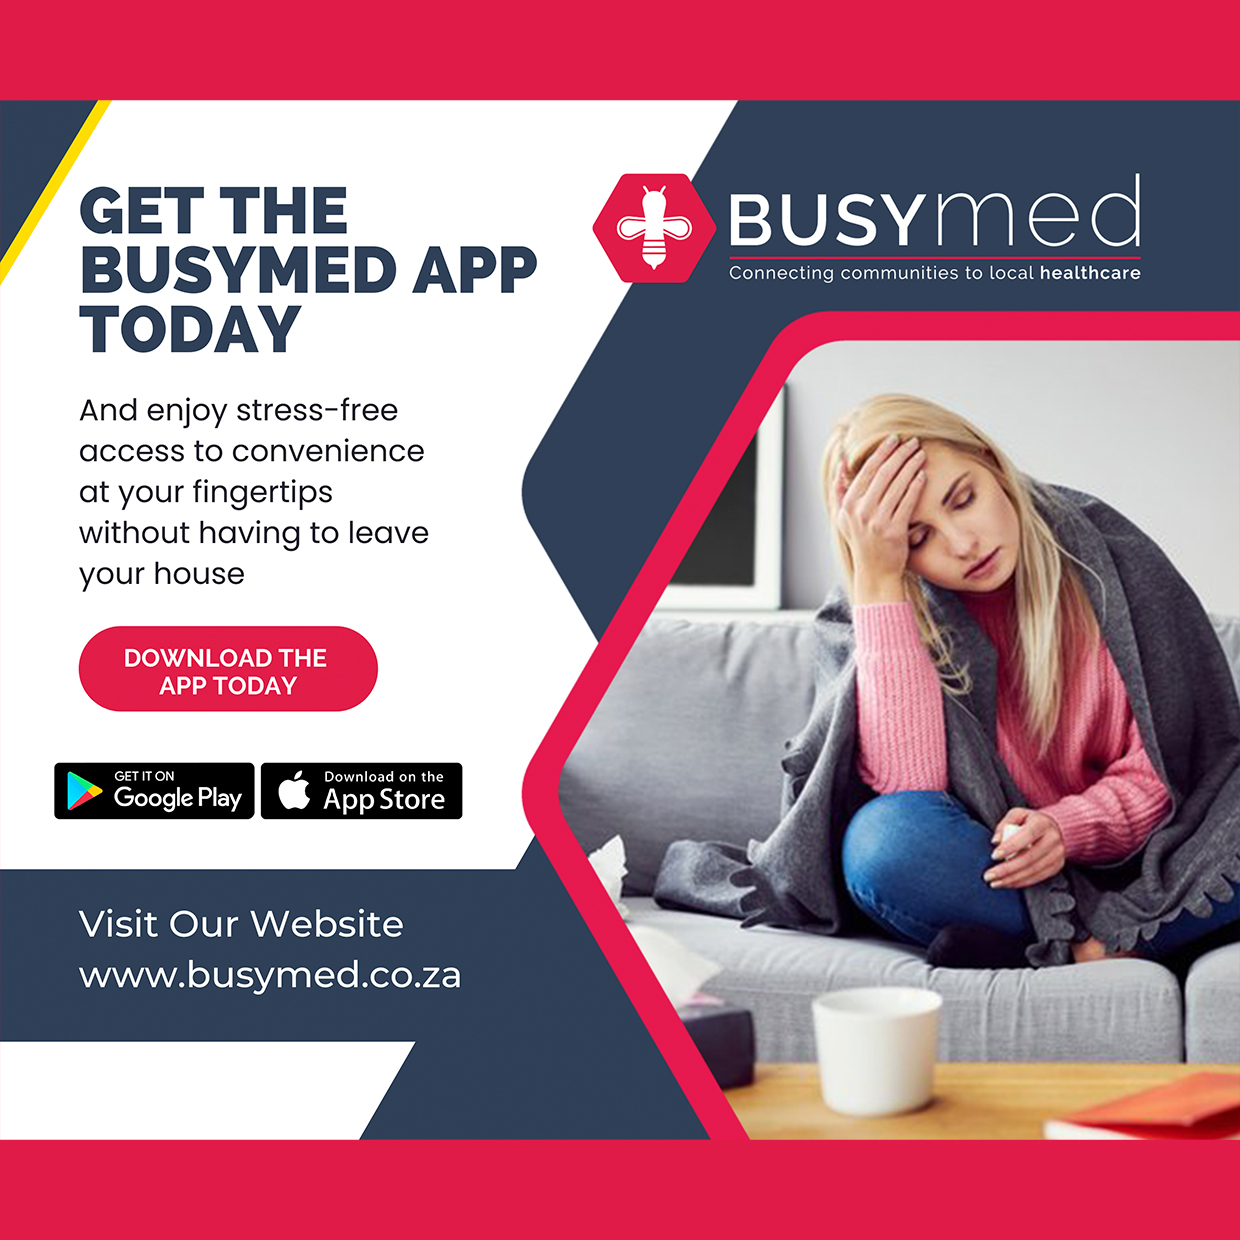 GET THE
BUSYMED APP
TODAY
BUSYmed
Connecting communities to local healthcare
And enjoy stress-free
access to convenience
at your fingertips
without having to leave
your house
DOWNLOAD THE
APP TODAY
GET IT ON
Google Play
Download on the
App Store
Visit Our Website
www.busymed.co.za